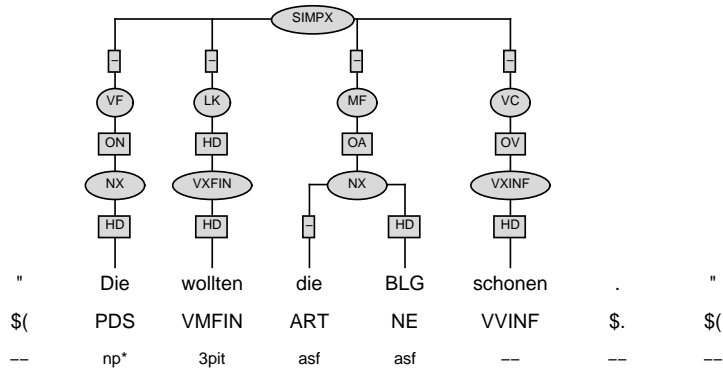 SIMPX
– – – –
VF LK MF VC
ON HD OA OV
NX VXFIN NX VXINF
HD HD – HD HD
" Die wollten die BLG schonen . "
$( PDS VMFIN ART NE VVINF $. $(
–– np* 3pit asf asf –– –– ––